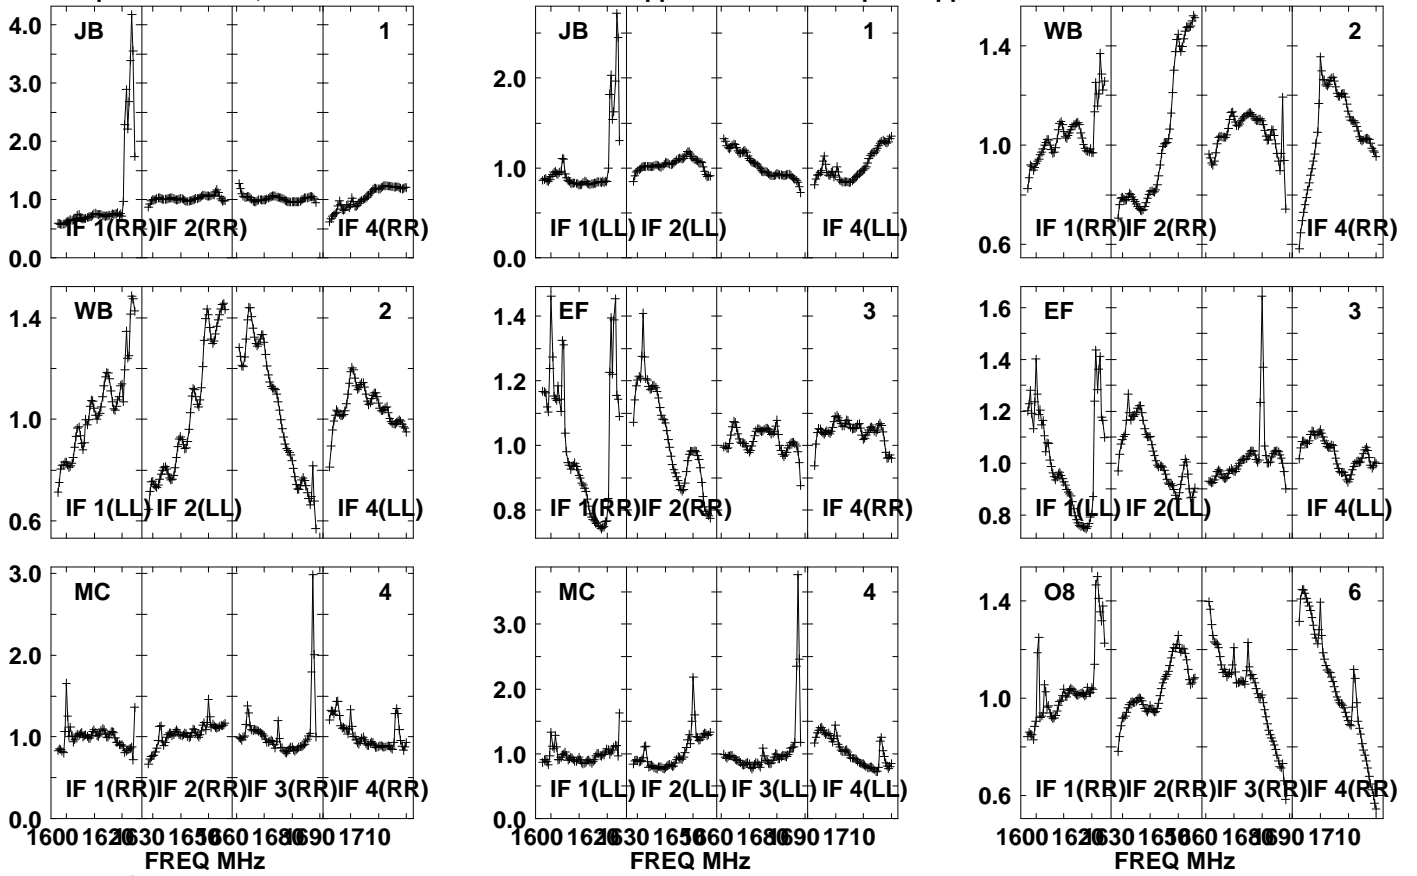 JB 1 JB 1 WB 2
4.0 3.0 2.0 1.0 0.0
2.0 1.0 0.0
1.4 1.0 0.6
IF 1(RR) IF 2(RR) IF 4(RR) IF 1(LL) IF 2(LL) IF 4(LL) IF 1(RR) IF 2(RR) IF 4(RR)
WB 2 EF 3 EF 3
1.4 1.0 0.6
1.4 1.2 1.0 0.8
1.6 1.4 1.2 1.0 0.8
IF 1(LL) IF 2(LL) IF 4(LL) IF 1(RR) IF 2(RR) IF 4(RR) IF 1(LL) IF 2(LL) IF 4(LL)
MC 4 MC 4 O8 6
3.0 2.0 1.0 0.0
3.0 2.0 1.0 0.0
1.4 1.0 0.6
IF 1(RR) IF 2(RR) IF 3(RR) IF 4(RR) IF 1(LL) IF 2(LL) IF 3(LL) IF 4(LL) IF 1(RR) IF 2(RR) IF 3(RR) IF 4(RR)
1600 1620 1630 1650 1660 1680 1690 1710 1600 1620 1630 1650 1660 1680 1690 1710 1600 1620 1630 1650 1660 1680 1690 1710
FREQ MHz FREQ MHz FREQ MHz